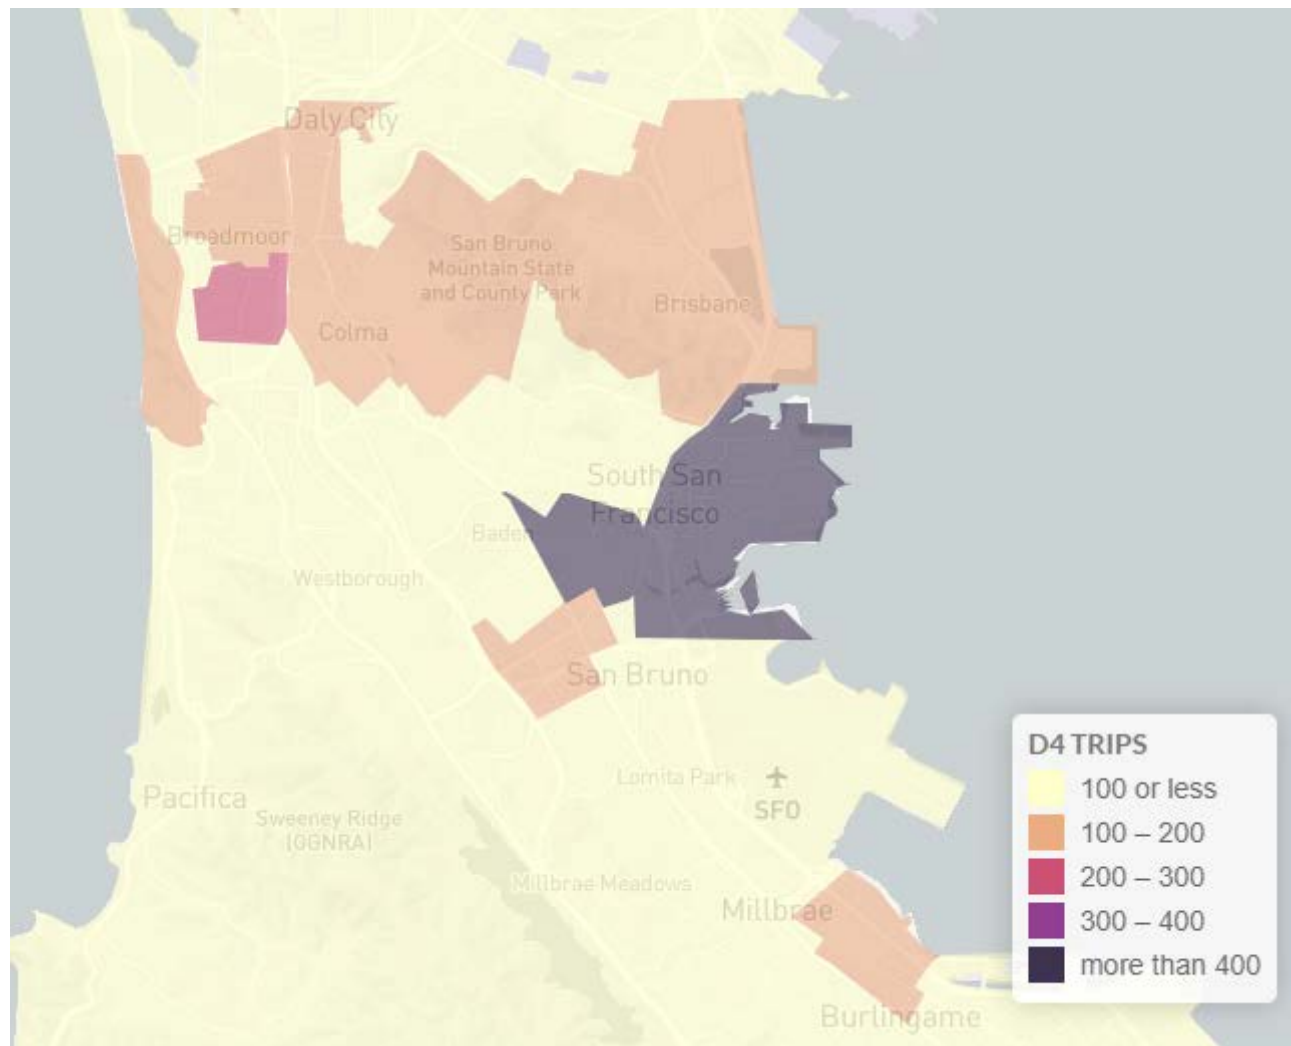 Daly City
Broadmoor
San Bruno
Mountain State
and County Park
Brisbane
Colma
South San
Francisco
Baden
Westborough
San Bruno
Lomita Park
SFO
Pacifica
Sweeney Ridge
(GGNRA)
Millbrae Meadows
Millbrae
Burlingame
D4 TRIPS
100 or less
100 – 200
200 – 300
300 – 400
more than 400